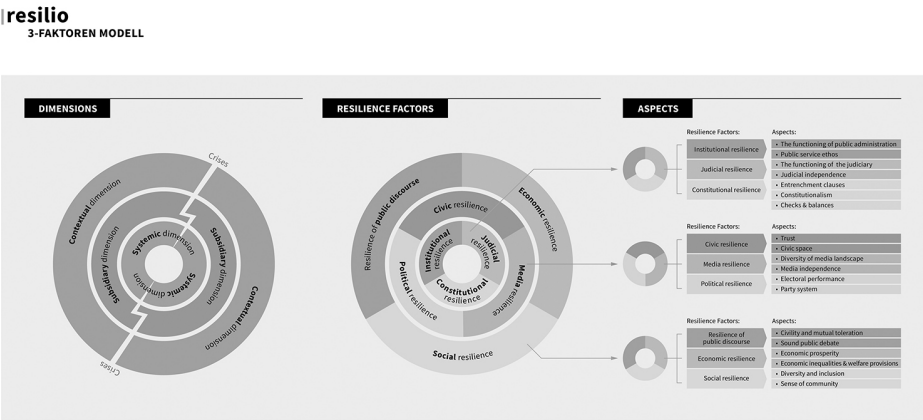 resilio
3-FAKTOREN MODELL
DIMENSIONS
Crises
Contextual dimension
Subsidiary dimension
Systemic dimension
Systemic dimension
Subsidiary dimension
Contextual dimension
Crises
RESILIENCE FACTORS
Resilience of public discourse
Economic resilience
Civic resilience
Institutional
resilience
Judicial
resilience
Constitutional
resilience
Political resilience
Media resilience
Social resilience
ASPECTS
Resilience Factors:
Aspects:
Institutional resilience
• The functioning of public administration
• Public service ethos
Judicial resilience
• The functioning of the judiciary
• Judicial independence
Constitutional resilience
• Entrenchment clauses
• Constitutionalism
• Checks & balances
Resilience Factors:
Aspects:
Civic resilience
• Trust
• Civic space
Media resilience
• Diversity of media landscape
• Media independence
Political resilience
• Electoral performance
• Party system
Resilience Factors:
Aspects:
Resilience of
public discourse
• Civility and mutual toleration
• Sound public debate
Economic resilience
• Economic prosperity
• Economic inequalities & welfare provisions
Social resilience
• Diversity and inclusion
• Sense of community